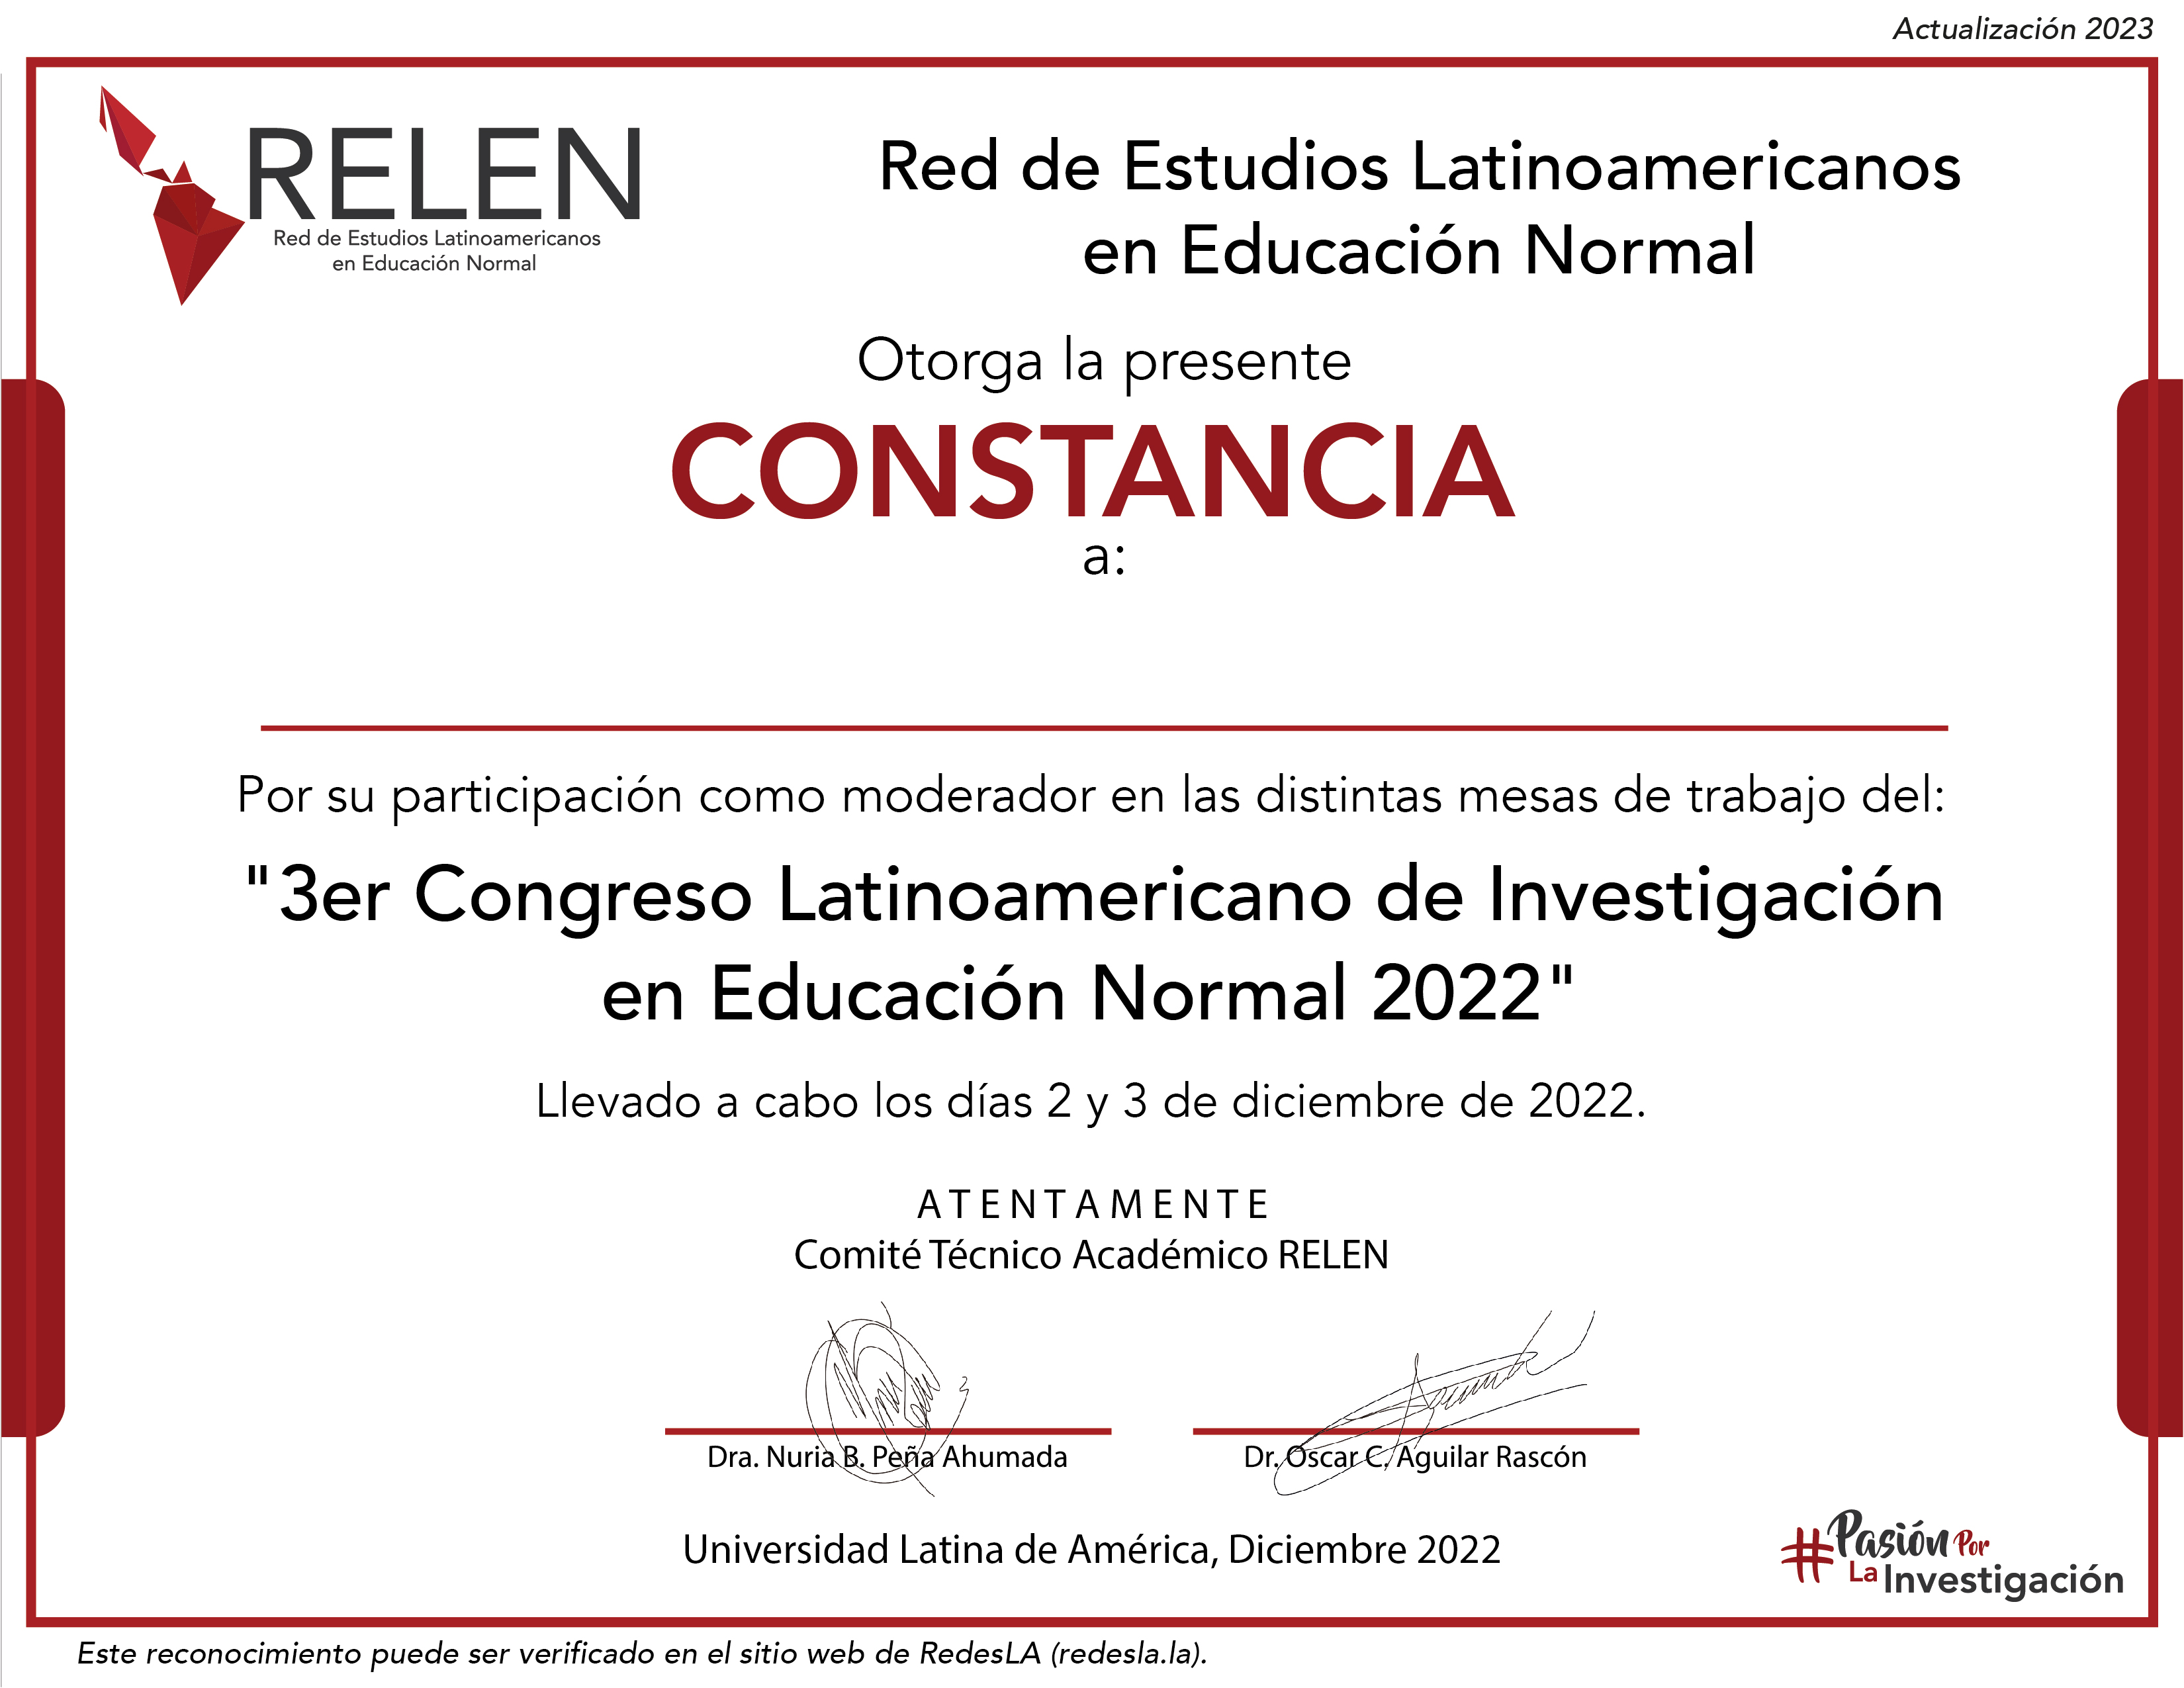 Actualización 2023
RELEN
Red de Estudios Latinoamericanos
en Educación Normal
Red de Estudios Latinoamericanos
en Educación Normal
Otorga la presente
CONSTANCIA
a:
Por su participación como moderador en las distintas mesas de trabajo del:
"3er Congreso Latinoamericano de Investigación
en Educación Normal 2022"
Llevado a cabo los días 2 y 3 de diciembre de 2022.
ATENTAMENTE
Comité Técnico Académico RELEN
Dra. Nuria B. Peña Ahumada
Dr. Oscar C. Aguilar Rascón
Universidad Latina de América, Diciembre 2022
#Pasión Por
La Investigación
Este reconocimiento puede ser verificado en el sitio web de RedesLA (redesla.la).